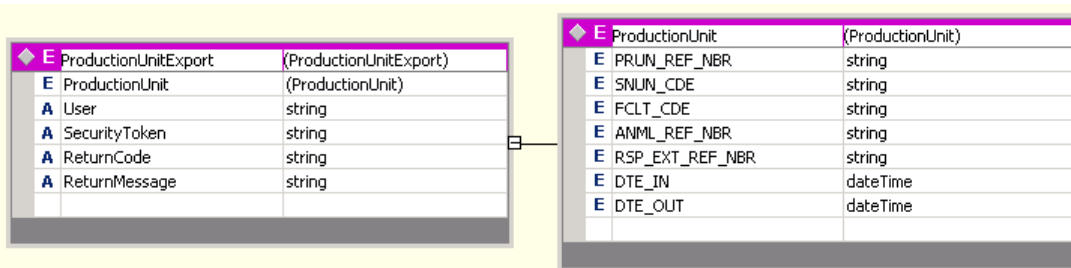 E ProductionUnitExport (ProductionUnitExport)
E ProductionUnit (ProductionUnit)
A User string
A SecurityToken string
A ReturnCode string
A ReturnMessage string
E ProductionUnit (ProductionUnit)
E PRUN_REF_NBR string
E SNUN_CDE string
E FCLT_CDE string
E ANML_REF_NBR string
E RSP_EXT_REF_NBR string
E DTE_IN dateTime
E DTE_OUT dateTime